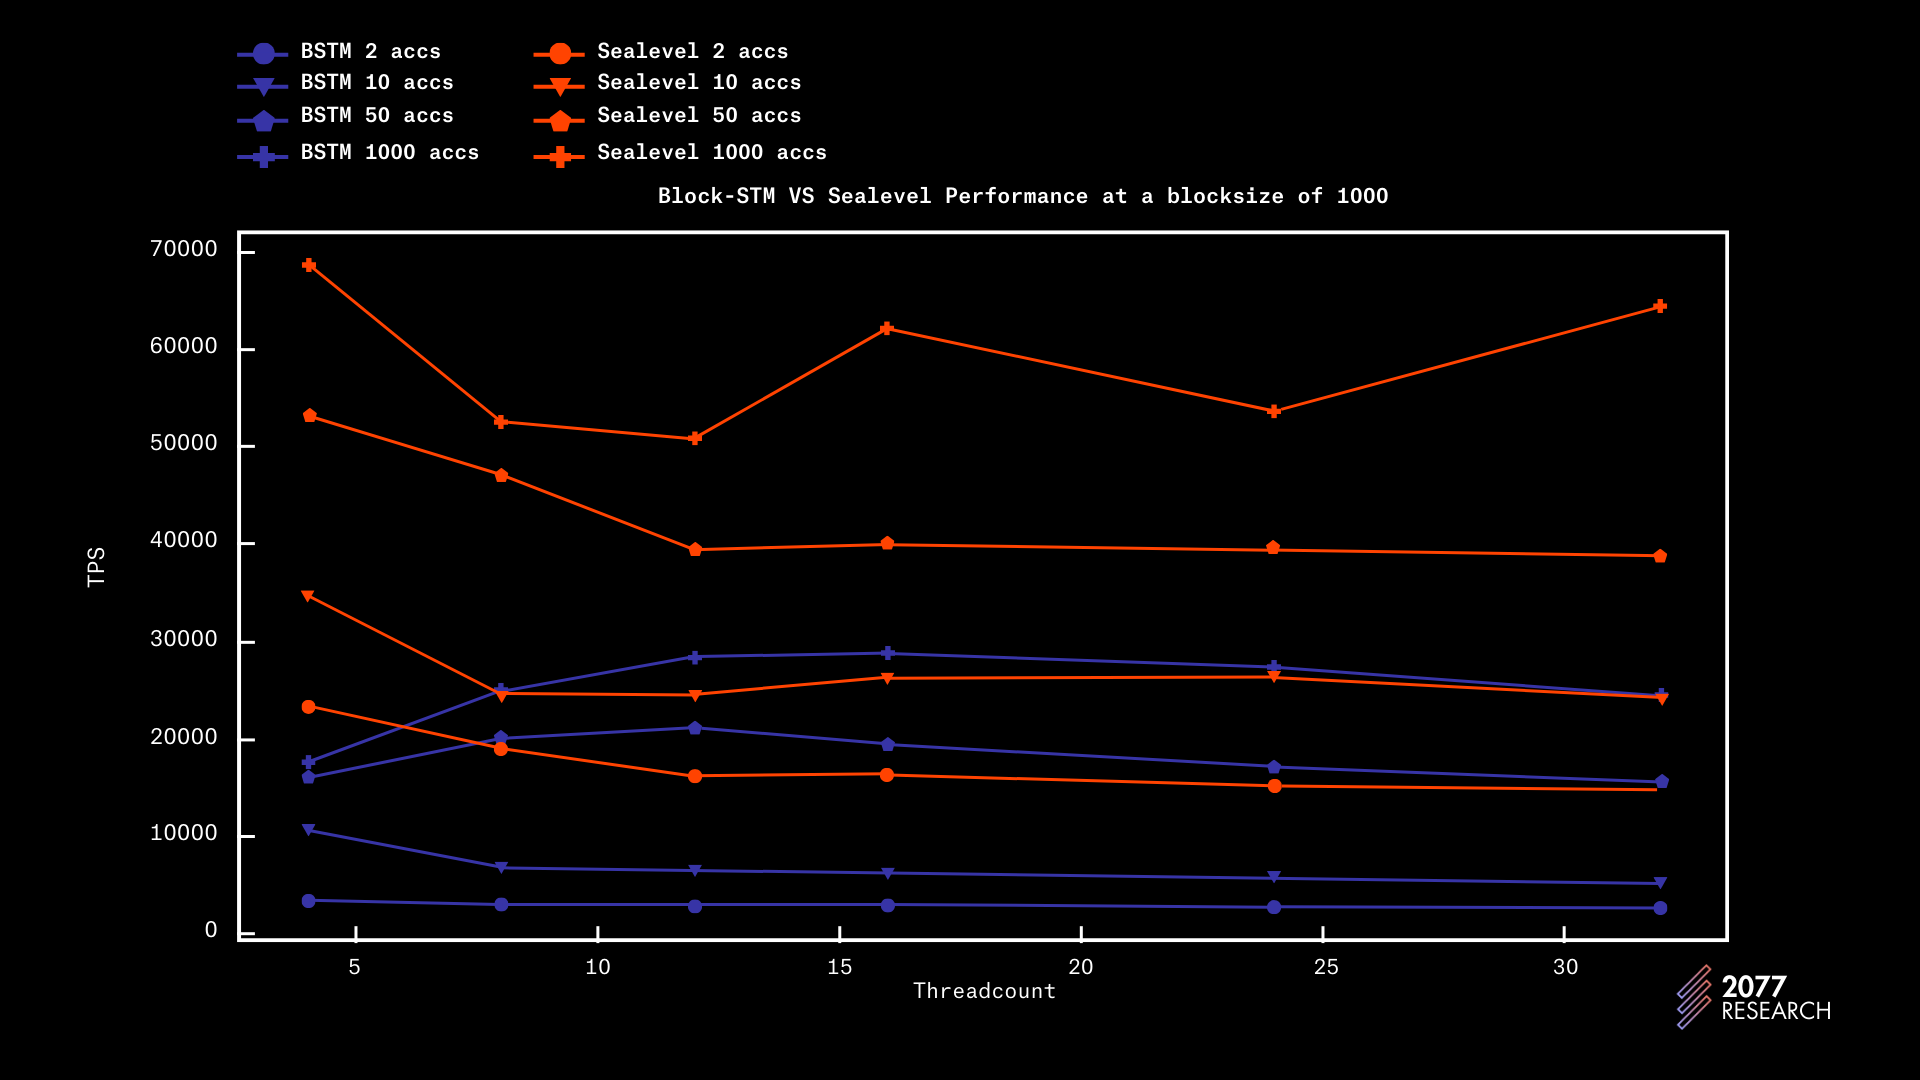 BSTM 2 accs
BSTM 10 accs
BSTM 50 accs
BSTM 1000 accs
Sealevel 2 accs
Sealevel 10 accs
Sealevel 50 accs
Sealevel 1000 accs
Block-STM VS Sealevel Performance at a blocksize of 1000
70000
60000
50000
40000
30000
20000
10000
0
TPS
5 10 15 20 25 30
Threadcount
2077
RESEARCH